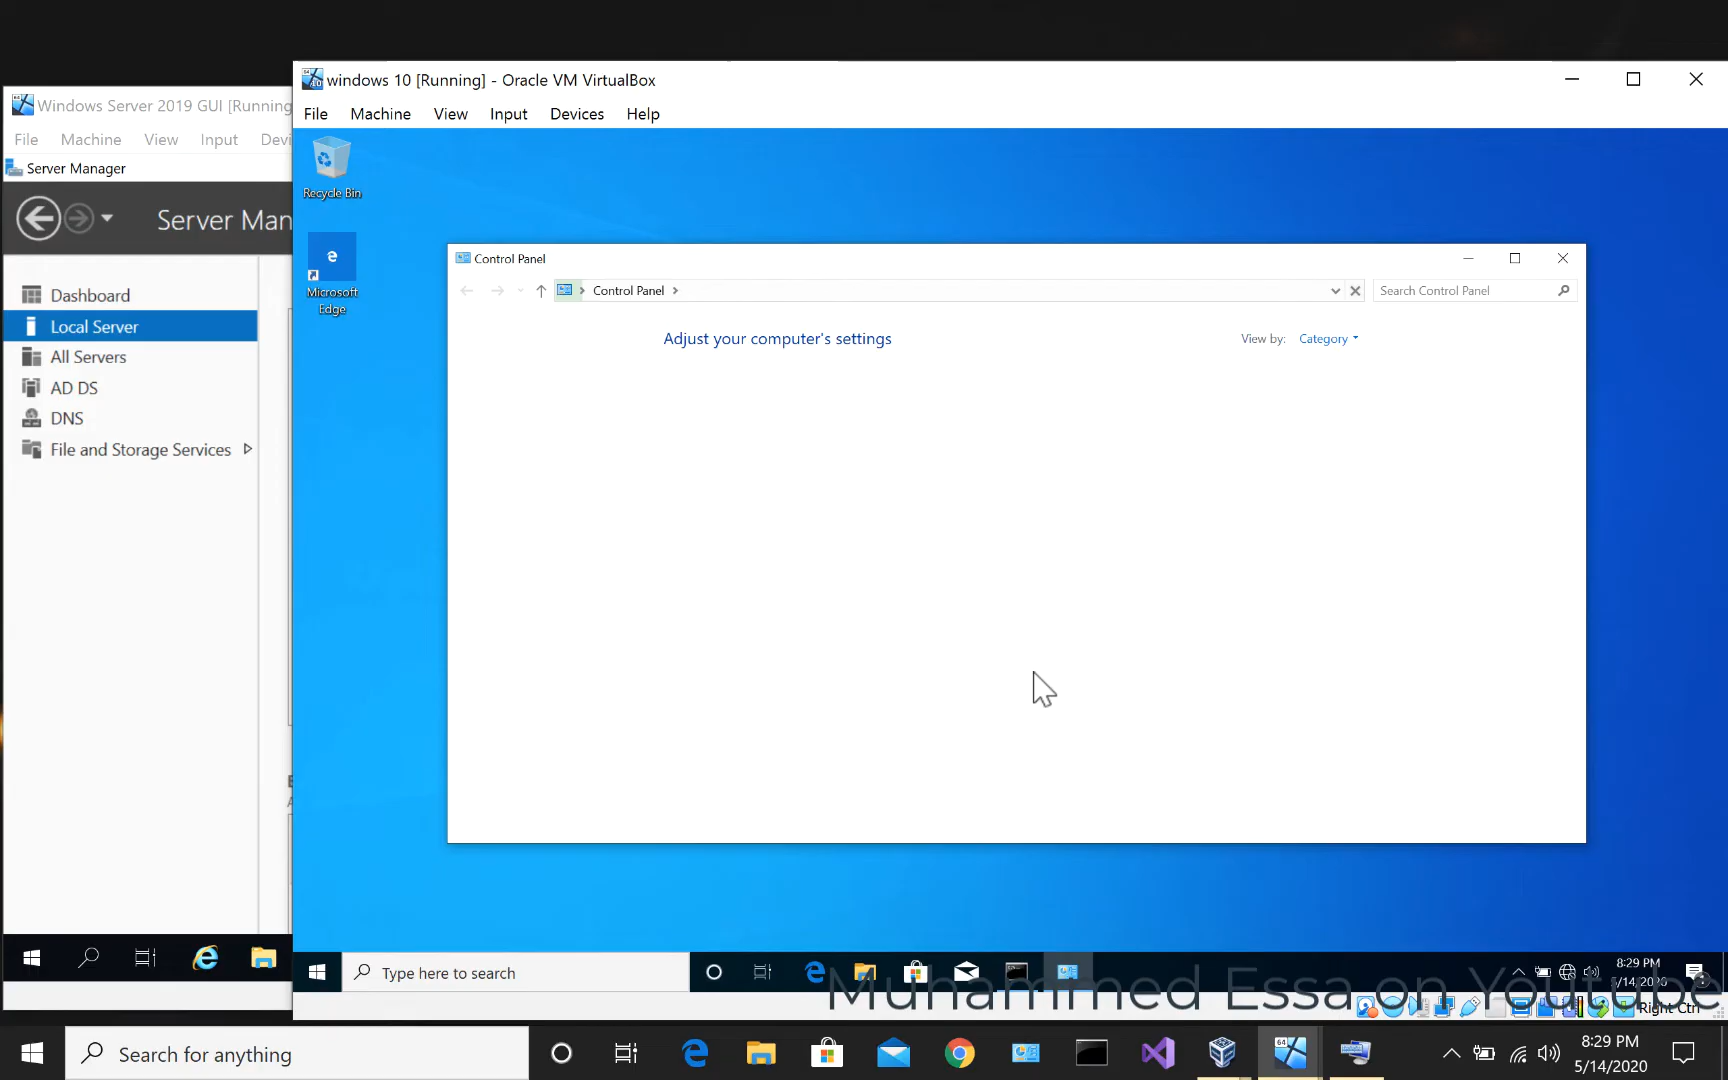 windows 10 [Running] - Oracle VM VirtualBox
File Machine View Input Devices Help
Windows Server 2019 GUI [Running
File Machine View Input Devi
Server Manager
Server Man
Dashboard
Local Server
All Servers
AD DS
DNS
File and Storage Services
Recycle Bin
Microsoft
Edge
Control Panel
Control Panel
Search Control Panel
Adjust your computer's settings
View by: Category
Type here to search
8:29 PM
5/14/2020
Muhammed Essa on Youtube
Right Ctrl
Search for anything
64
8:29 PM
5/14/2020